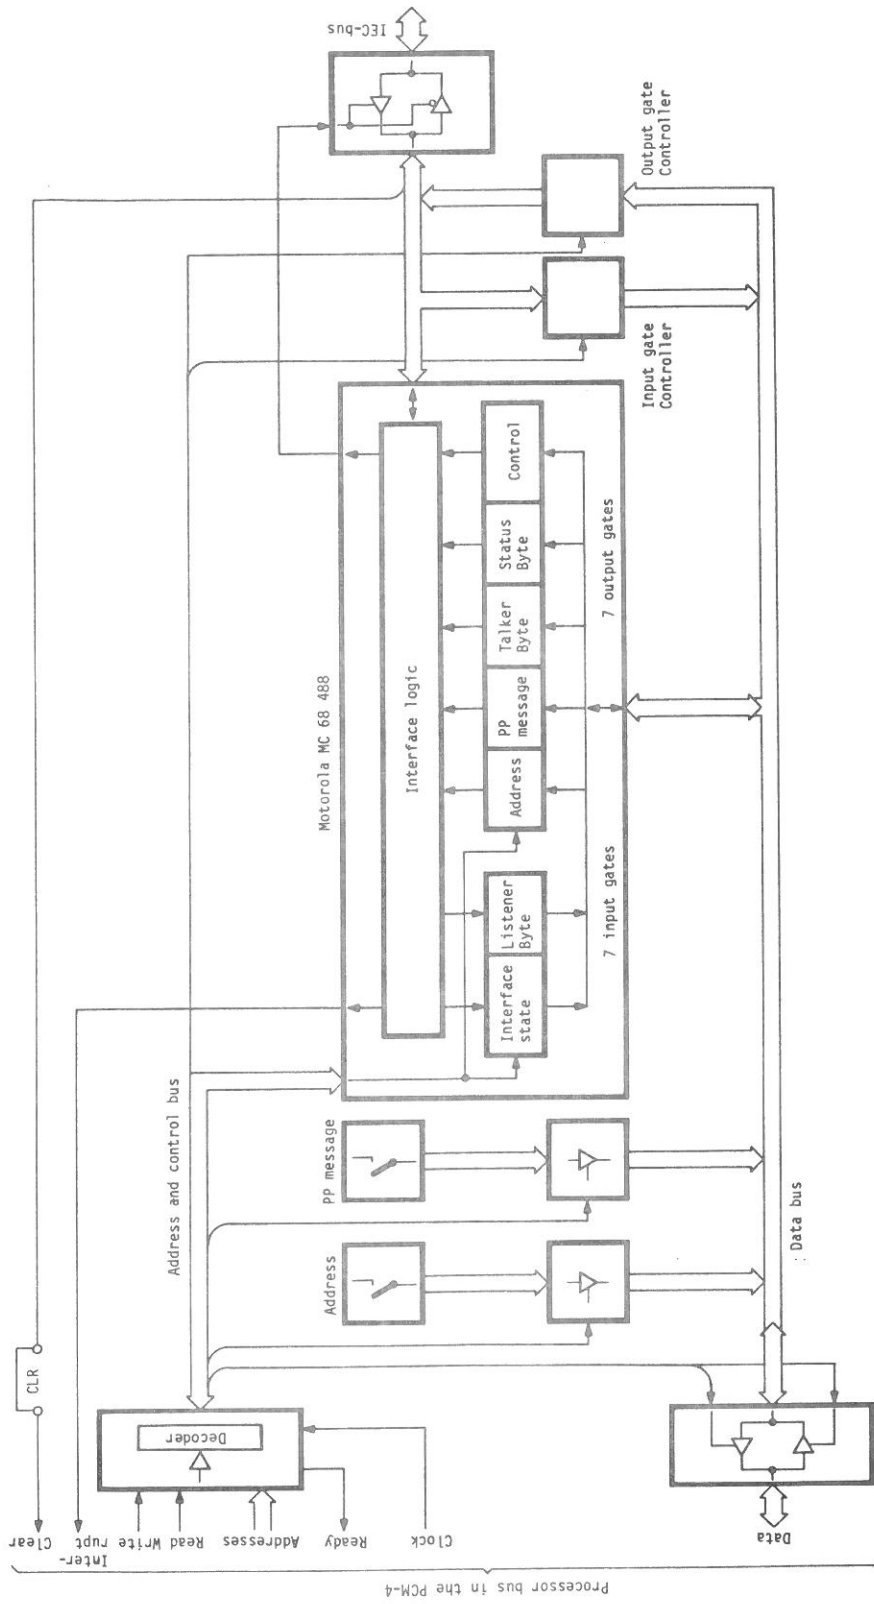 IEC-bus
Output gate
Controller
Input gate
Controller
Motorola MC 68 488
Interface logic
Control
Status
Byte
Talker
Byte
PP
message
Address
Listener
Byte
Interface
state
7 output gates
7 input gates
Address and control bus
PP message
Address
: Data bus
CLR
Decoder
Clear
Inter-
rupt
Write
Read
Addresses
Ready
Clock
Data
Processor bus in the PCM-4